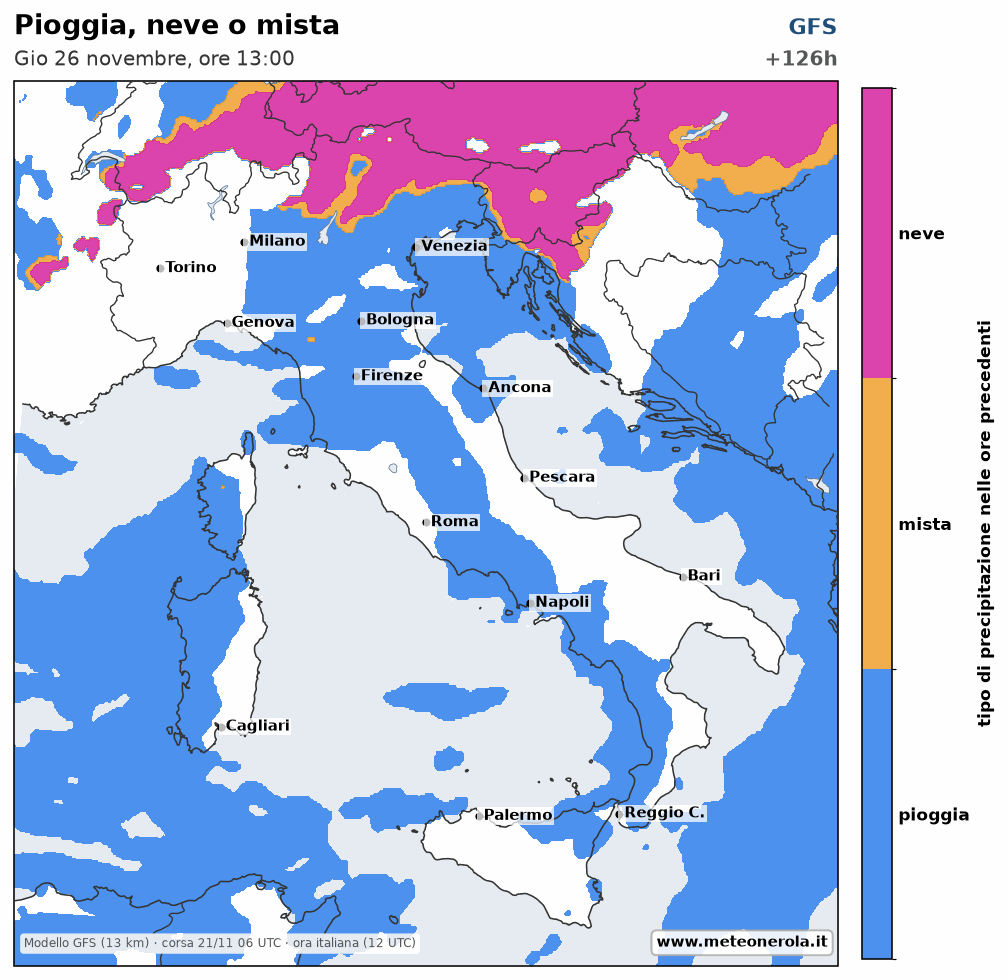 Pioggia, neve o mista
GFS
Gio 26 novembre, ore 13:00
+126h
neve
Milano
Venezia
Torino
Genova
Bologna
Firenze
Ancona
Pescara
mista
Roma
tipo di precipitazione nelle ore precedenti
Bari
Napoli
Cagliari
Palermo
Reggio C.
pioggia
Modello GFS (13 km) · corsa 21/11 06 UTC · ora italiana (12 UTC)
www.meteonerola.it